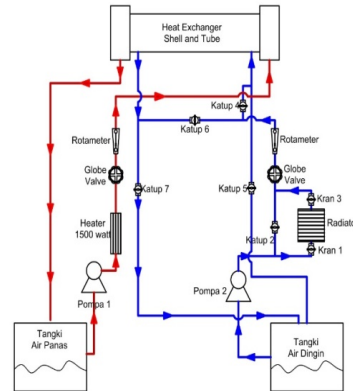 Heat Exchanger
Shell and Tube
Katup 4
Katup 6
Rotameter
Rotameter
Globe
Valve
Globe
Valve
Katup 7
Katup 5
Kran 3
Heater
1500 watt
Katup 2
Radiato
Kran 1
Pompa 1
Pompa 2
Tangki
Air Panas
Tangki
Air Dingin